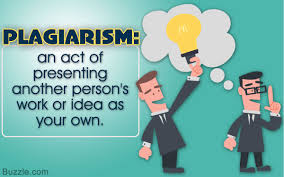 PLAGIARISM:
an act of
presenting
another person's
work or idea as
your own.
Buzzle.com